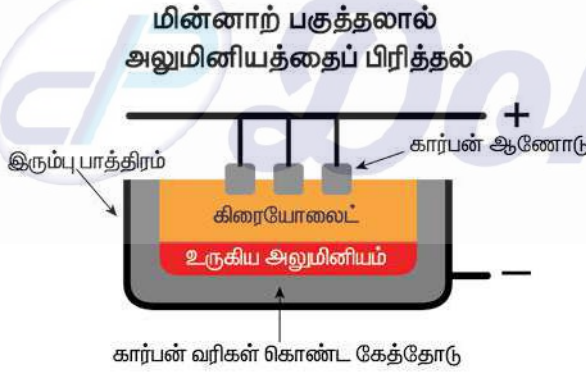 மின்னாற் பகுத்தலால்
அலுமினியத்தைப் பிரித்தல்
+
கார்பன் ஆனோடு
இரும்பு பாத்திரம்
கிரையோலைட்
உருகிய அலுமினியம்
−
கார்பன் வரிகள் கொண்ட கேத்தோடு